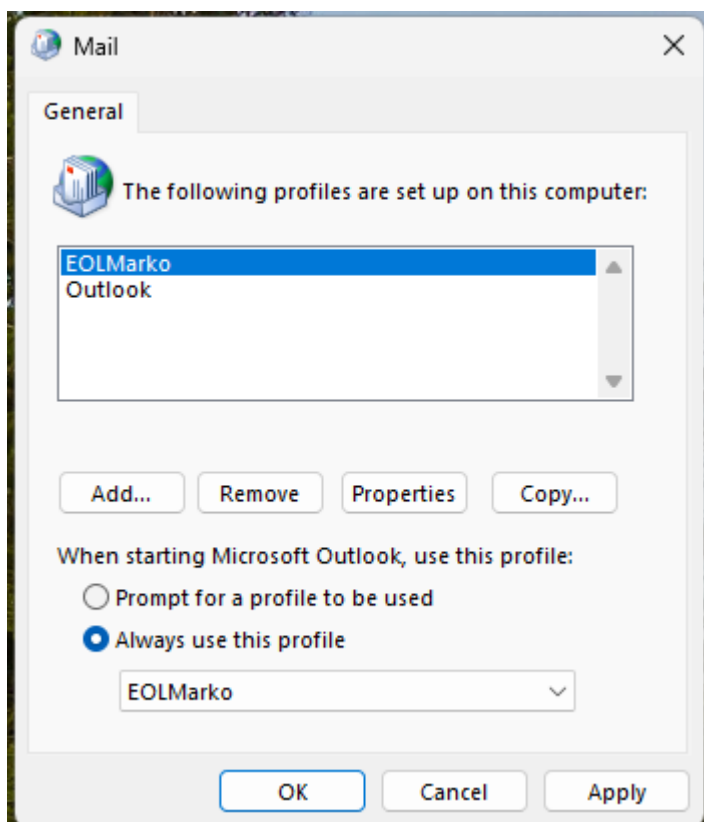 Mail
General
The following profiles are set up on this computer:
EOLMarko
Outlook
Add... Remove Properties Copy...
When starting Microsoft Outlook, use this profile:
Prompt for a profile to be used
Always use this profile
EOLMarko
OK Cancel Apply